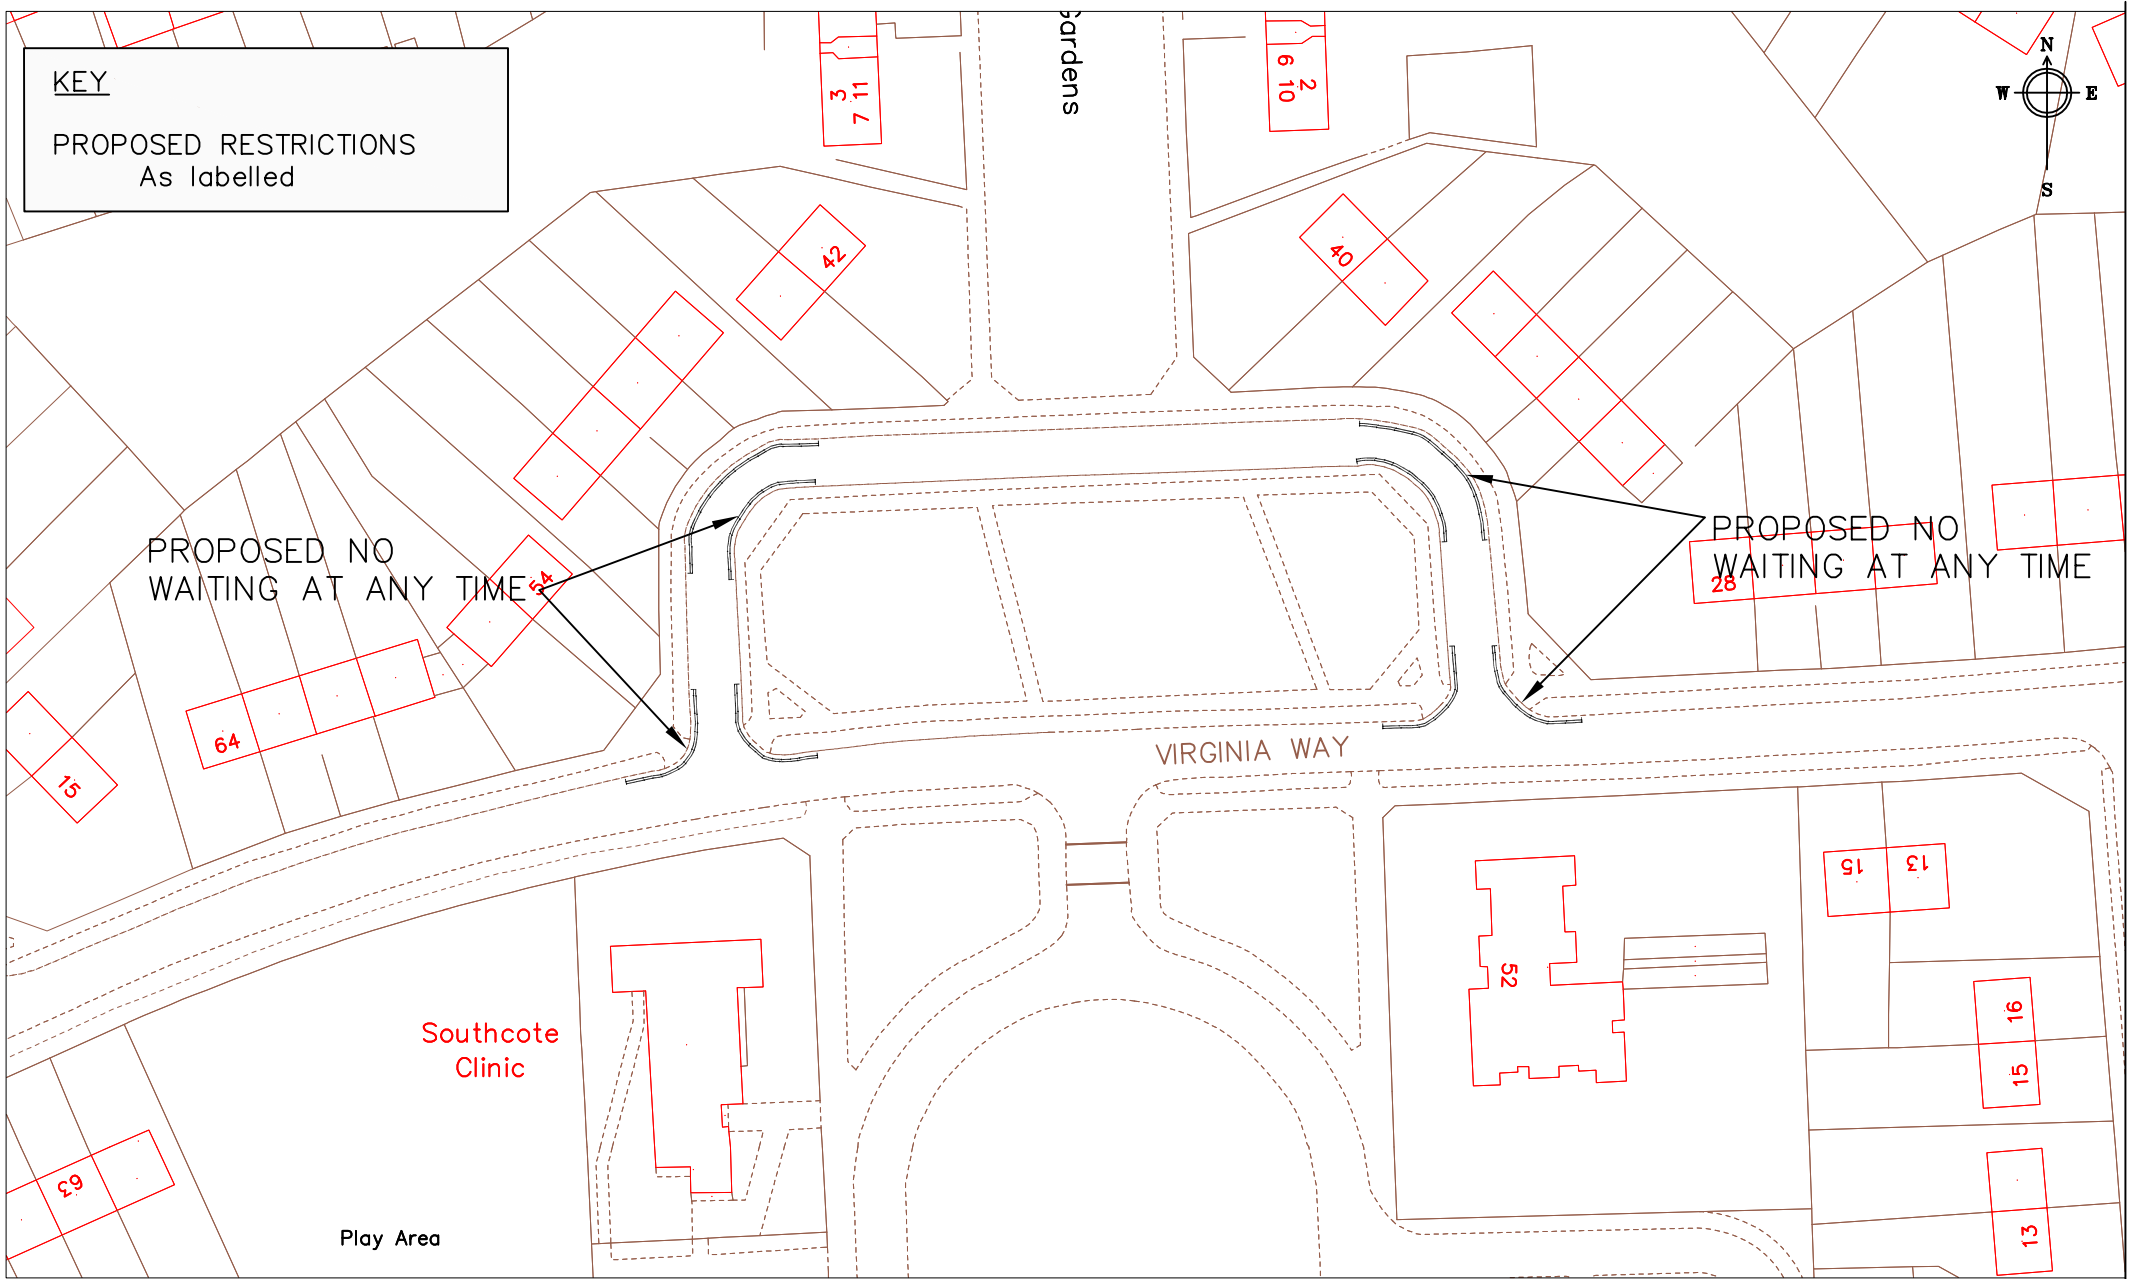 KEY
PROPOSED RESTRICTIONS
As labelled
3 11
7
Gardens
6 10
2
N
W E
S
42
40
PROPOSED NO
WAITING AT ANY TIME
54
PROPOSED NO
WAITING AT ANY TIME
28
64
15
VIRGINIA WAY
15 13
52
16
15
13
Southcote
Clinic
63
Play Area